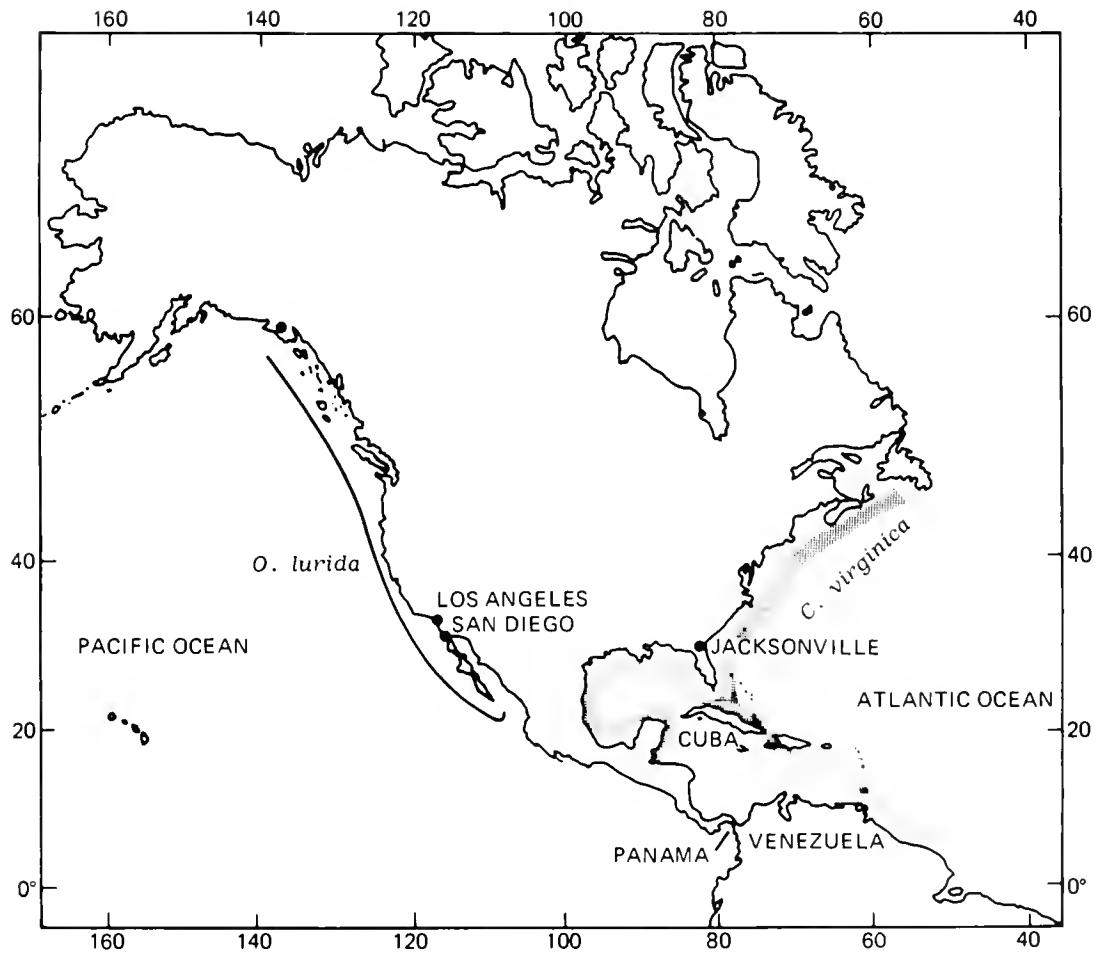 160 140 120 100 80 60 40
60 60
40 40
O. lurida
C. virginica
LOS ANGELES
SAN DIEGO
PACIFIC OCEAN
JACKSONVILLE
ATLANTIC OCEAN
20 20
CUBA
PANAMA
VENEZUELA
0° 0°
160 140 120 100 80 60 40